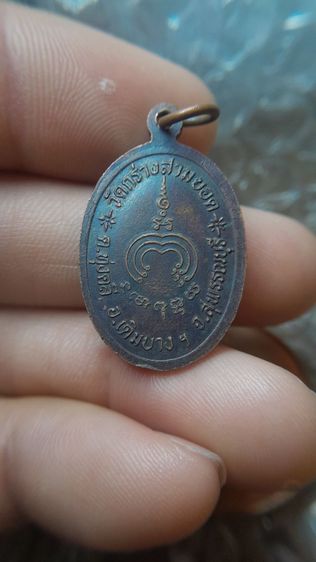 ✳ วัดกร่างสามยอด ✳
ต.ทุ่งคลี อ.เดิมบาง ฯ จ.สุพรรณบุรี